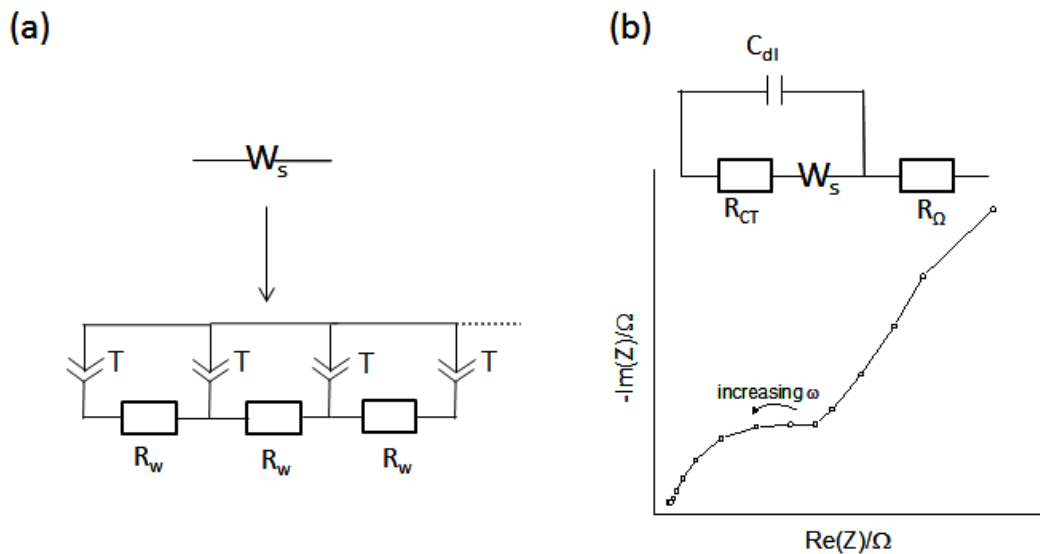 (a)
W_s
T
T
T
T
R_w
R_w
R_w
(b)
C_dl
R_CT
W_s
R_Ω
-Im(Z)/Ω
increasing ω
Re(Z)/Ω